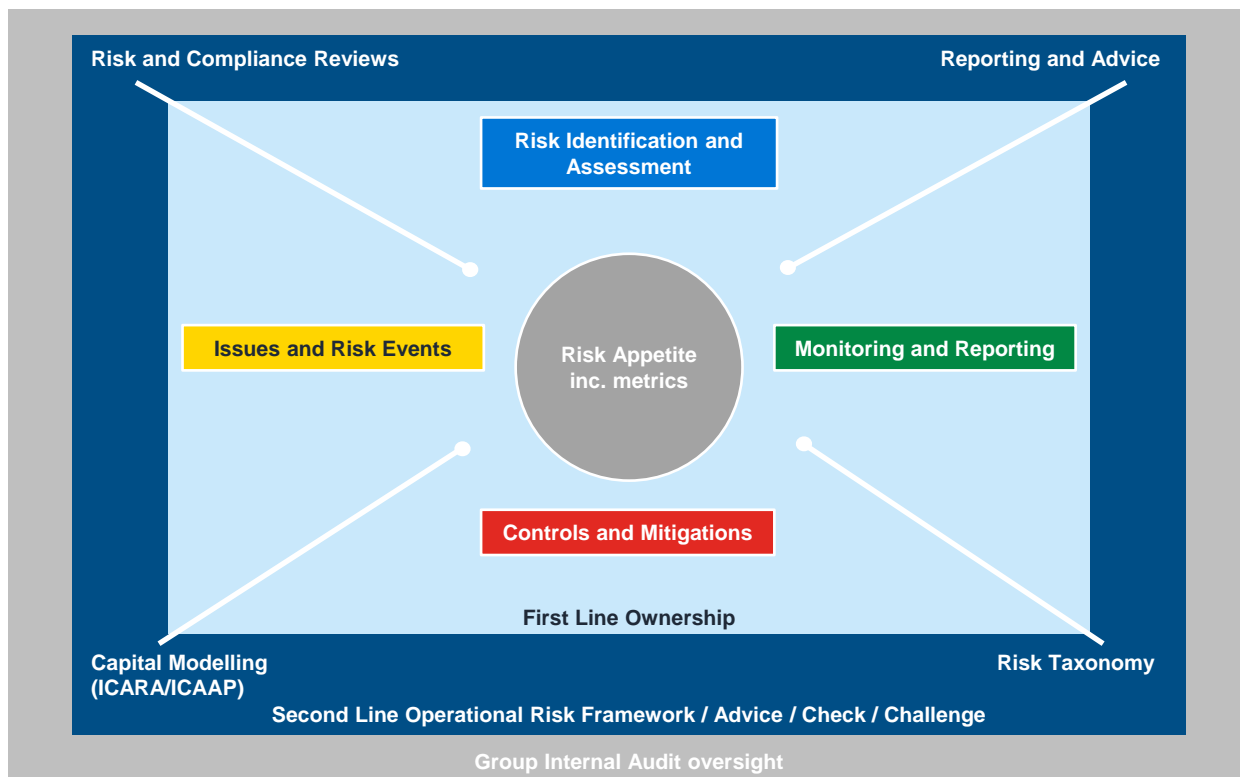 Risk and Compliance Reviews
Reporting and Advice
Risk Identification and
Assessment
Issues and Risk Events
Risk Appetite
inc. metrics
Monitoring and Reporting
Controls and Mitigations
First Line Ownership
Capital Modelling
(ICARA/ICAAP)
Risk Taxonomy
Second Line Operational Risk Framework / Advice / Check / Challenge
Group Internal Audit oversight